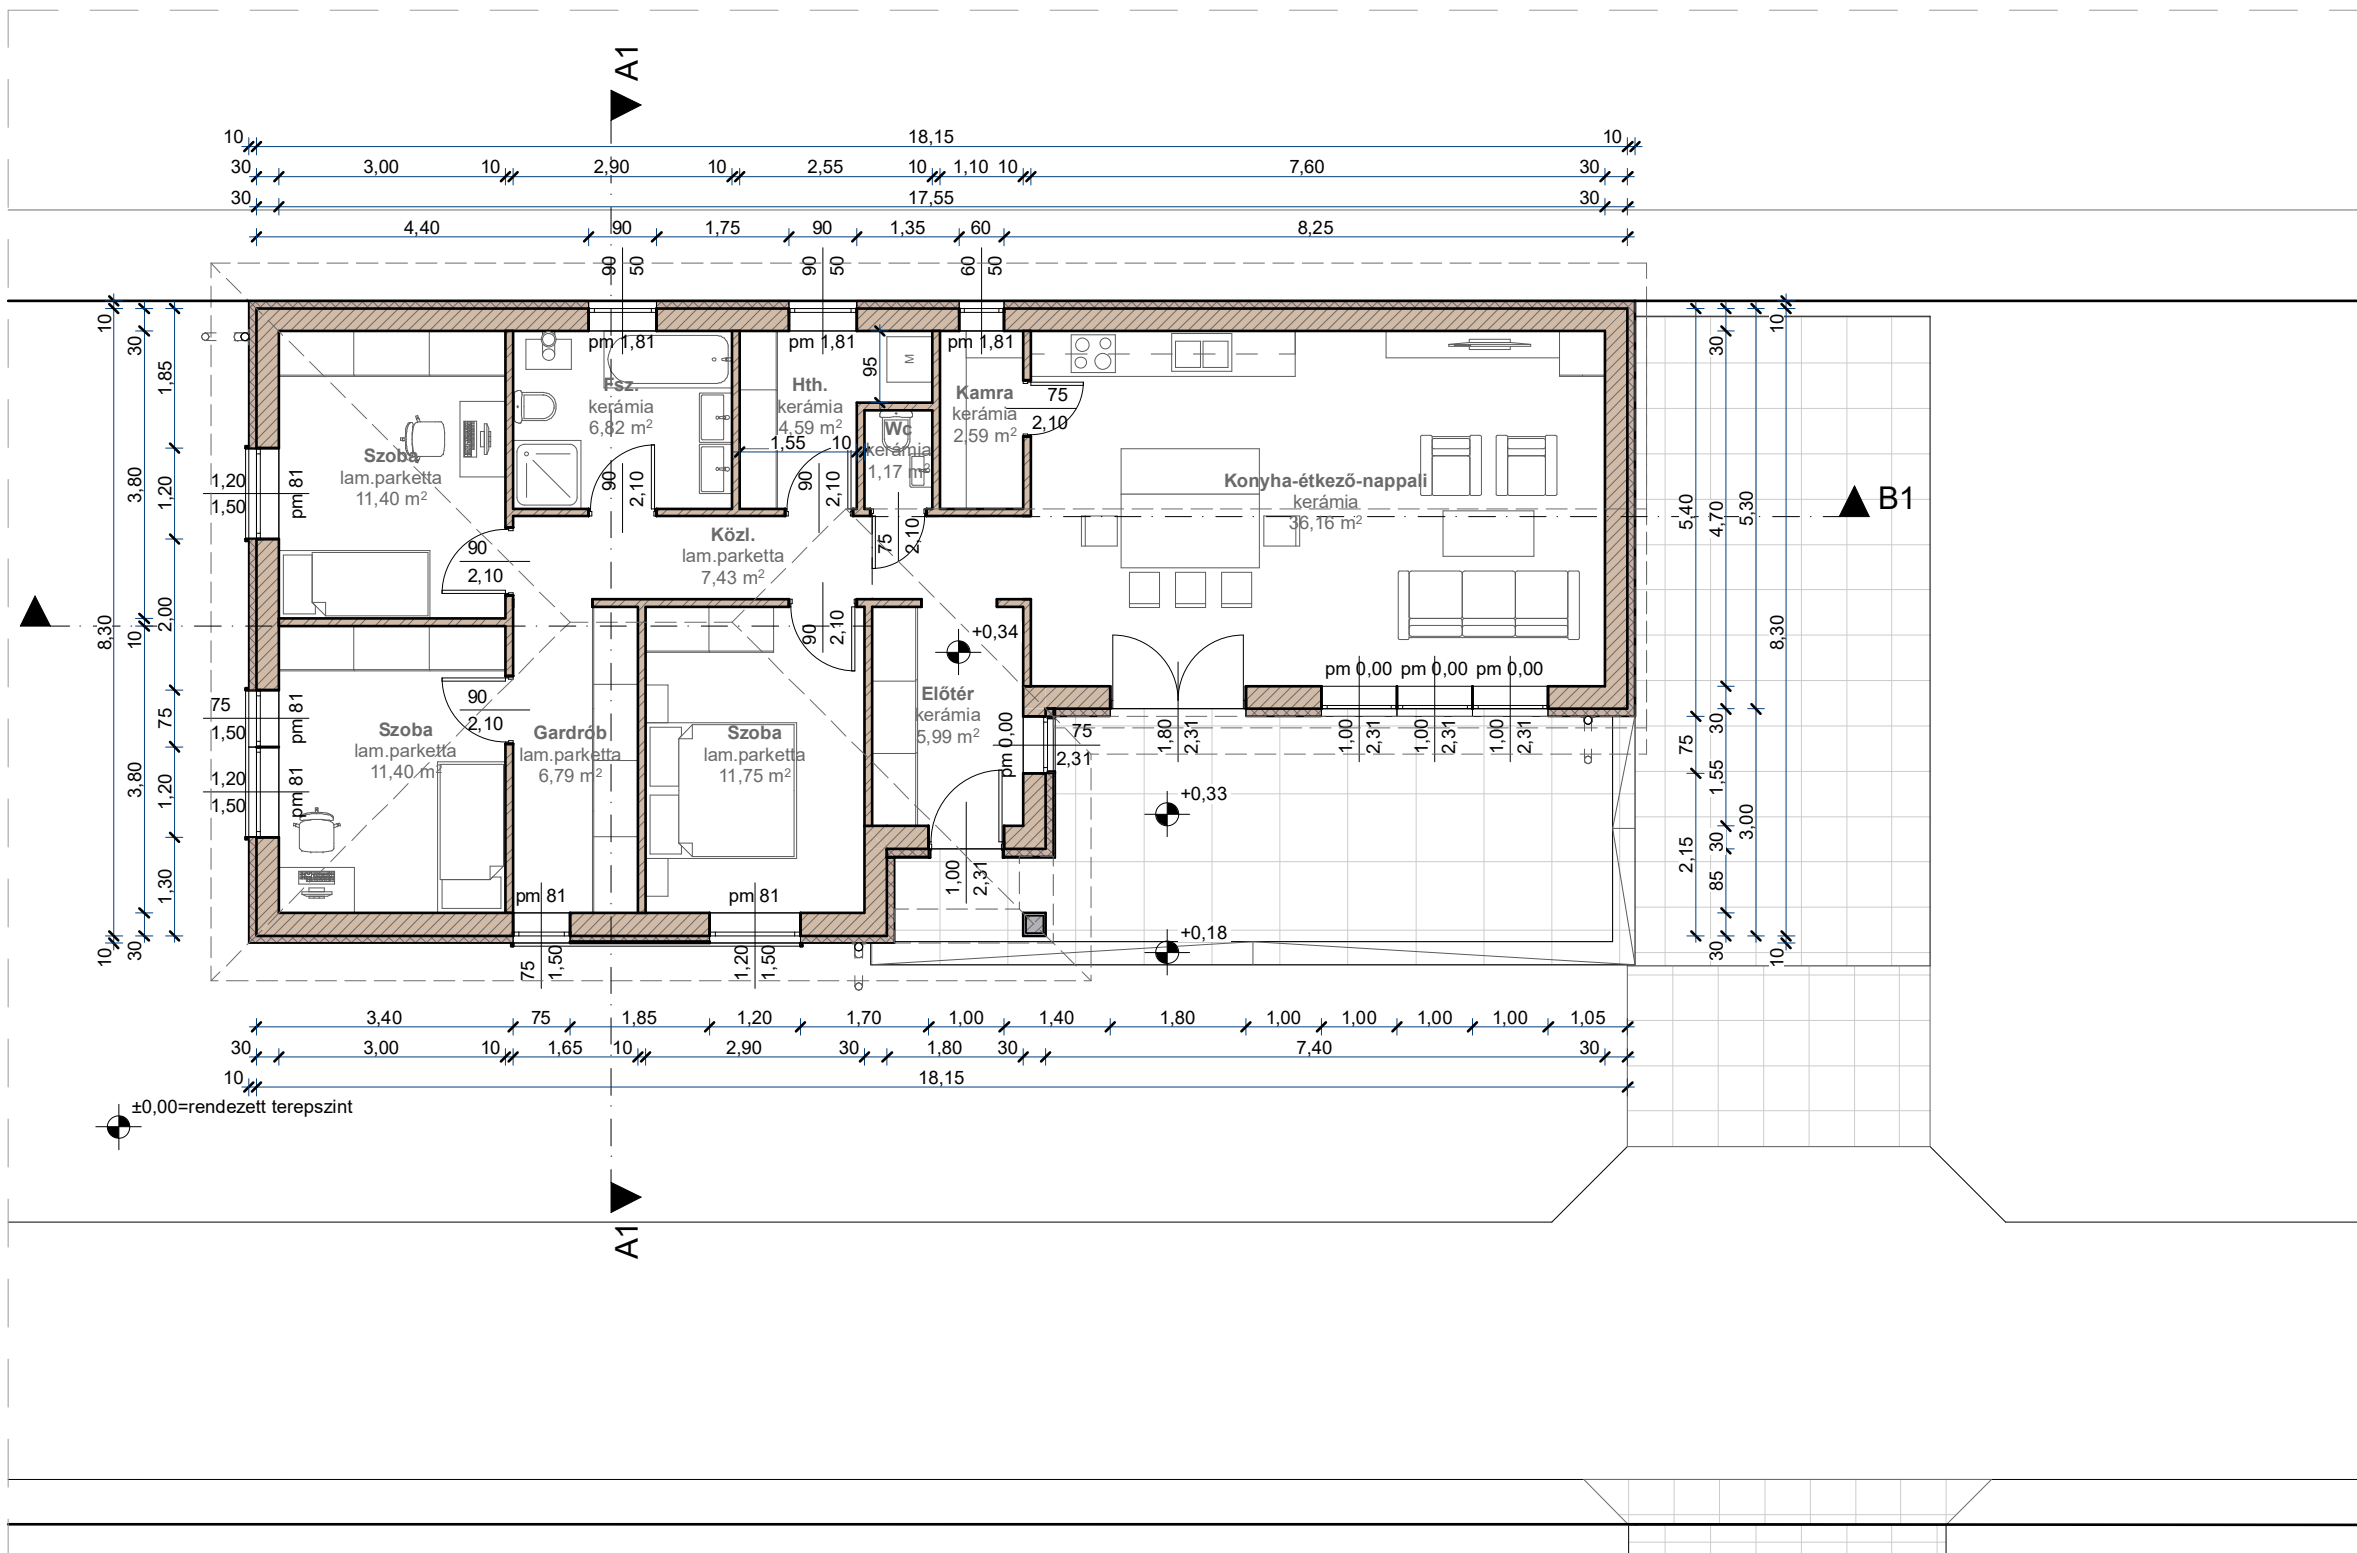 A1
10 18,15 10
30 3,00 10 2,90 10 2,55 10 1,10 10 7,60 30
30 17,55 30
4,40 90 1,75 90 1,35 60 8,25
90 50 90 50 60 50
pm 1,81 pm 1,81 pm 1,81
10 30 1,85
95
M
Fsz.
kerámia
6,82 m²
Hth.
kerámia
4,59 m²
1,55 10
Kamra
kerámia
2,59 m²
75
2,10
Wc
kerámia
1,17 m²
Szoba
lam.parketta
11,40 m²
1,20
1,50
pm 81
3,80 1,20
90 2,10
90 2,10
75 2,10
90
2,10
Közl.
lam.parketta
7,43 m²
Konyha-étkező-nappali
kerámia
36,16 m²
5,40 4,70 5,30
B1
10 30
8,30 10 2,00
90 2,10
+0,34
8,30
pm 0,00 pm 0,00 pm 0,00
75
1,50
pm 81
75
90
2,10
Szoba
lam.parketta
11,40 m²
Gardrób
lam.parketta
6,79 m²
Szoba
lam.parketta
11,75 m²
Előtér
kerámia
5,99 m²
pm 0,00
75
2,31
1,80 2,31
1,00 2,31
1,00 2,31
1,00 2,31
75 30
1,55
3,80 1,20
1,20
1,50
pm 81
+0,33
3,00
2,15 30
85
1,30
1,00 2,31
pm 81 pm 81
+0,18
10 30
30 10
75 1,50
1,20 1,50
3,40 75 1,85 1,20 1,70 1,00 1,40 1,80 1,00 1,00 1,00 1,00 1,05
30 3,00 10 1,65 10 2,90 30 1,80 30 7,40 30
10 18,15
±0,00=rendezett terepszint
A1